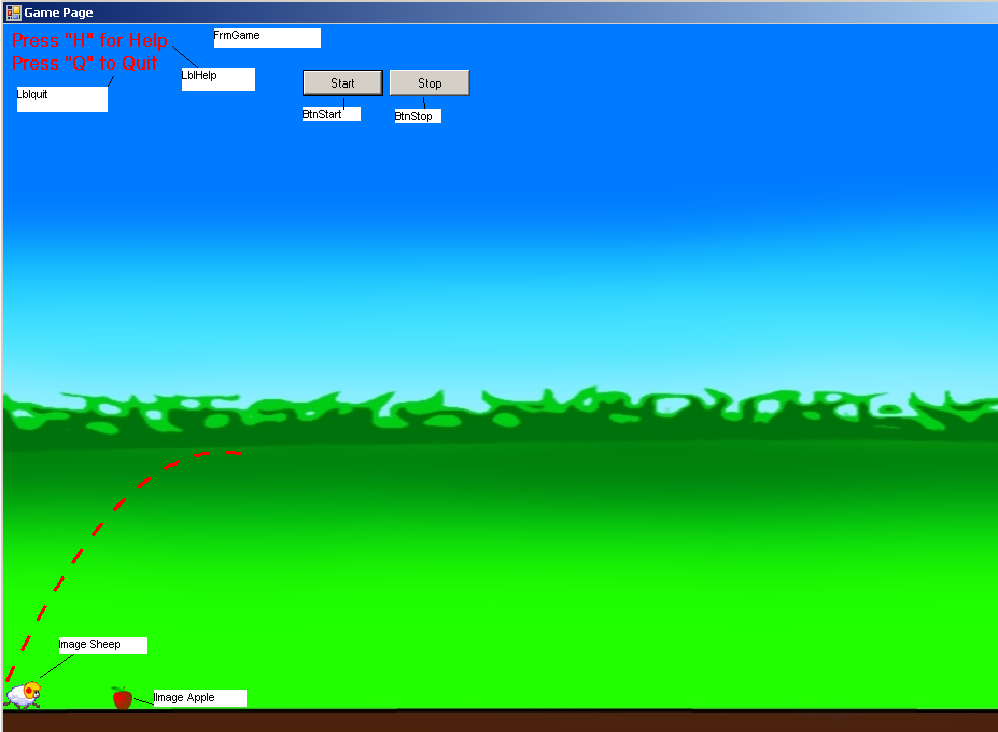 Game Page
Press "H" for Help
Press "Q" to Quit
FrmGame
LblHelp
Lblquit
Start
Stop
BtnStart
BtnStop
Image Sheep
IImage Apple